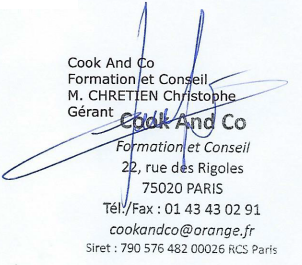 Cook And Co
Formation et Conseil
M. CHRETIEN Christophe
Gérant
Cook And Co
Formation et Conseil
22, rue des Rigoles
75020 PARIS
Tél./Fax : 01 43 43 02 91
cookandco@orange.fr
Siret : 790 576 482 00026 RCS Paris